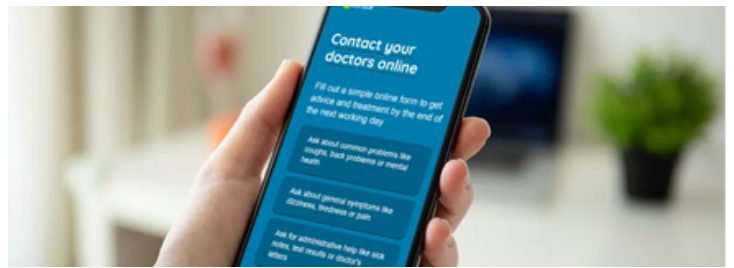 Contact your
doctors online
Fill out a simple online form to get
advice and treatment by the end of
the next working day
Ask about common problems like
coughs, back problems or mental
health
Ask about general symptoms like
dizziness, tiredness or pain
Ask for administrative help like sick
notes, test results or doctor's
letters